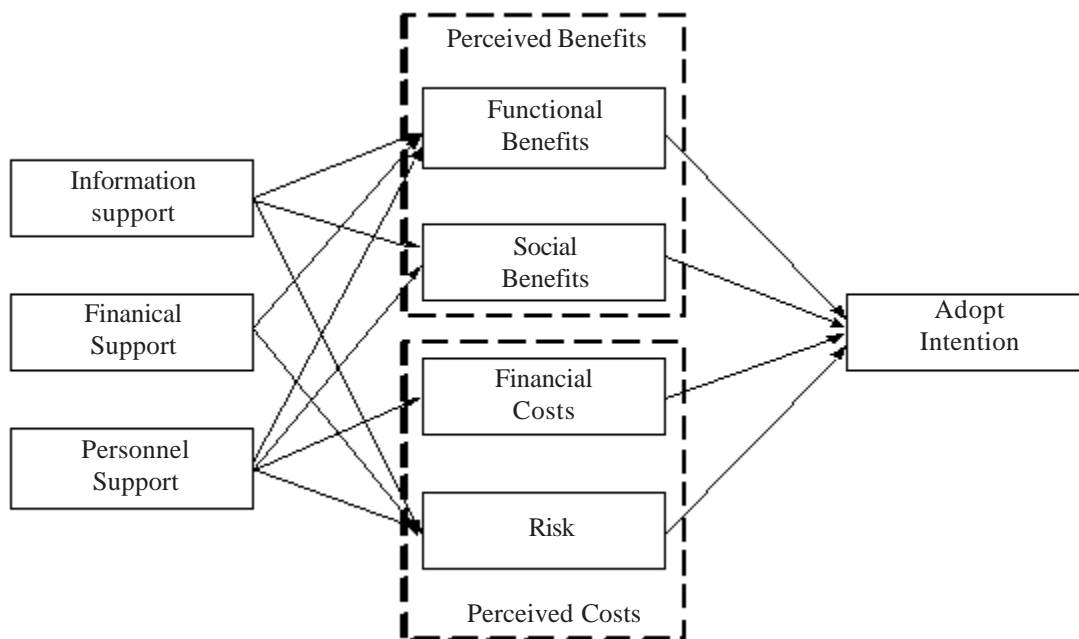 Perceived Benefits
Functional
Benefits
Information
support
Social
Benefits
Finanical
Support
Adopt
Intention
Financial
Costs
Personnel
Support
Risk
Perceived Costs